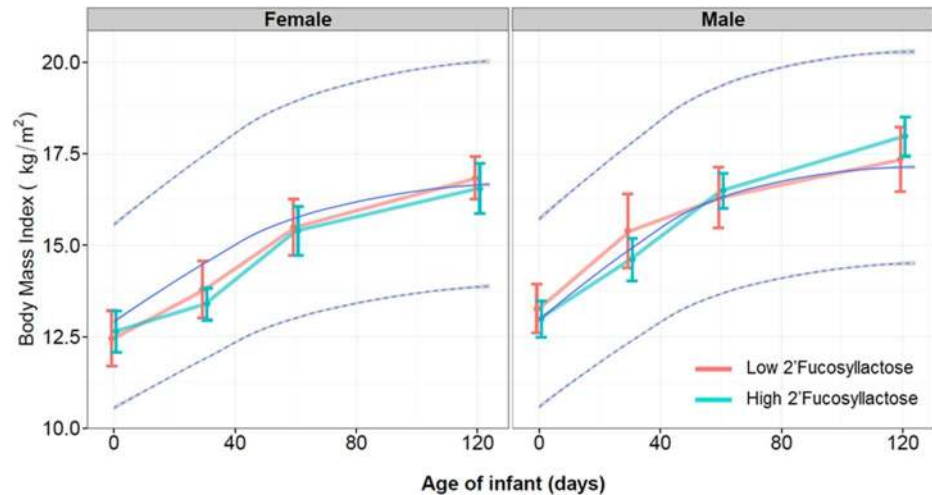 Female
Male
Body Mass Index ( kg/m²)
20.0
17.5
15.0
12.5
10.0
Low 2'Fucosyllactose
High 2'Fucosyllactose
0
40
80
120
0
40
80
120
Age of infant (days)